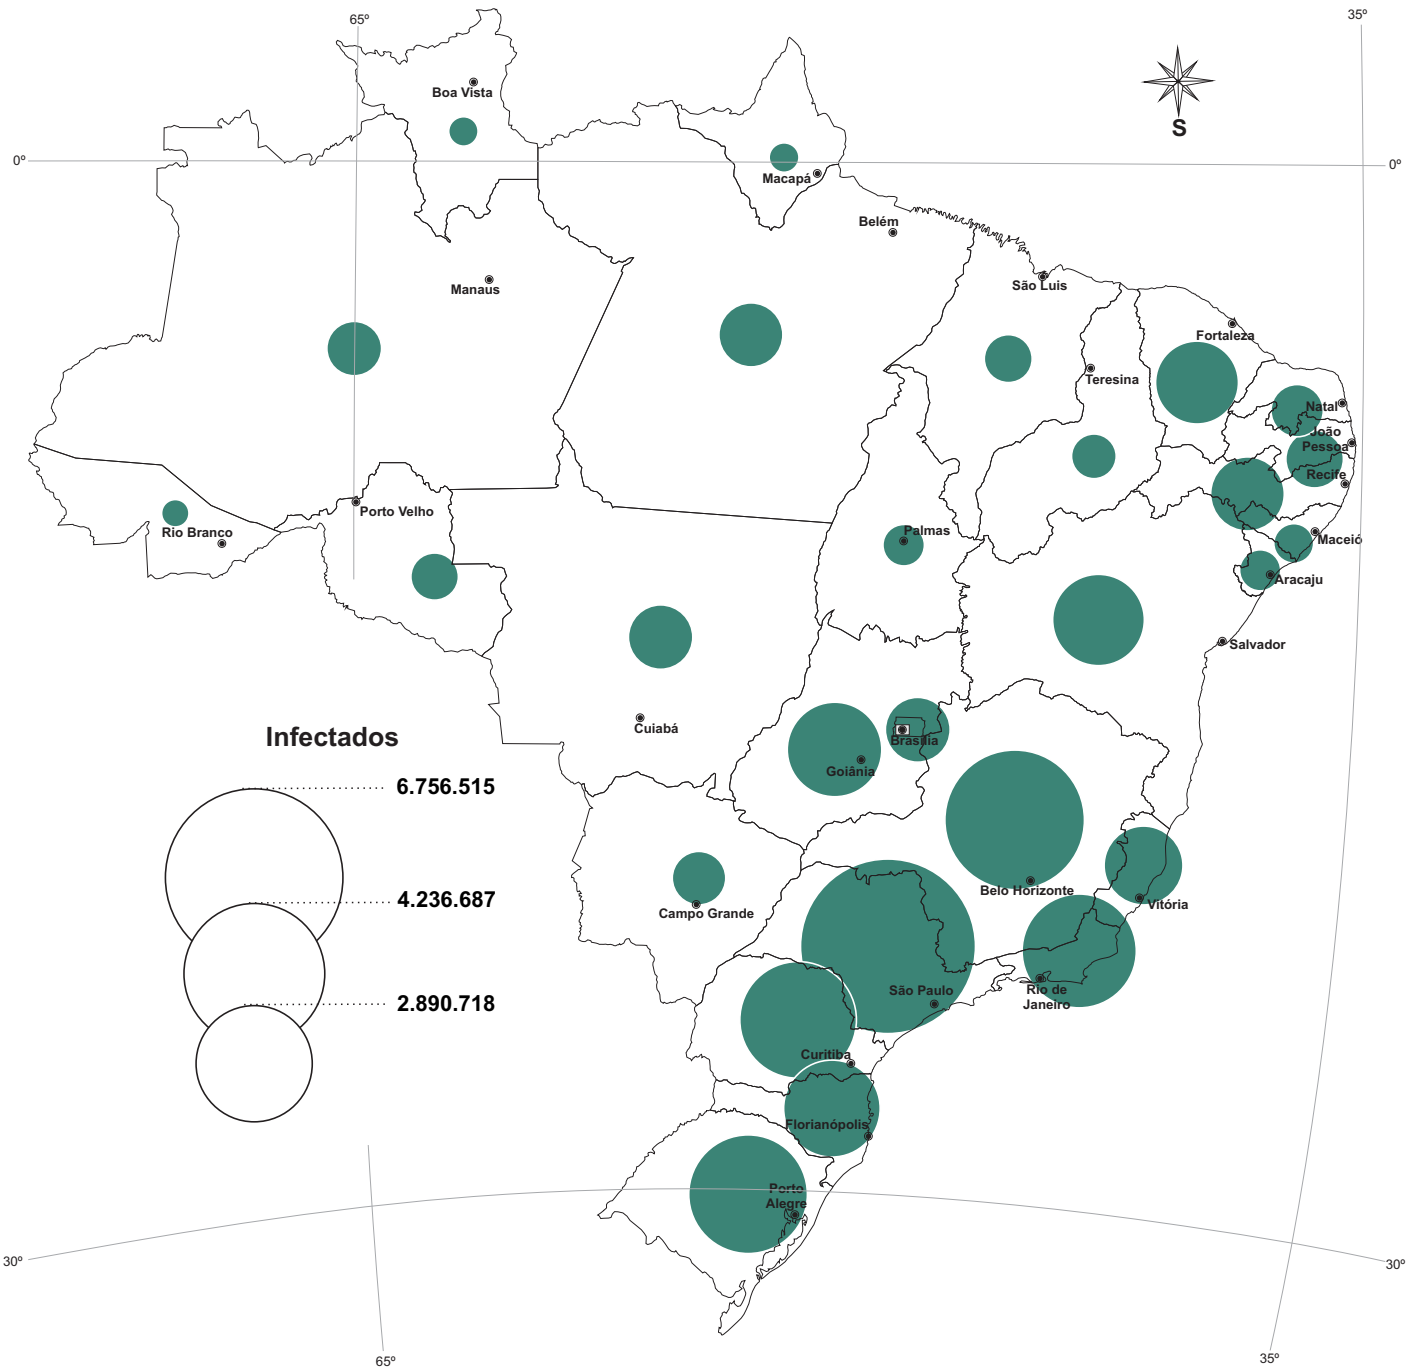 65º
35º
Boa Vista
S
0º
0º
Macapá
Belém
Manaus
São Luis
Fortaleza
Teresina
Natal
João
Pessoa
Recife
Porto Velho
Rio Branco
Palmas
Maceió
Aracaju
Salvador
Cuiabá
Brasília
Goiânia
Infectados
6.756.515
4.236.687
2.890.718
Belo Horizonte
Campo Grande
Vitória
São Paulo
Rio de
Janeiro
Curitiba
Florianópolis
Porto
Alegre
30º
30º
65º
35º